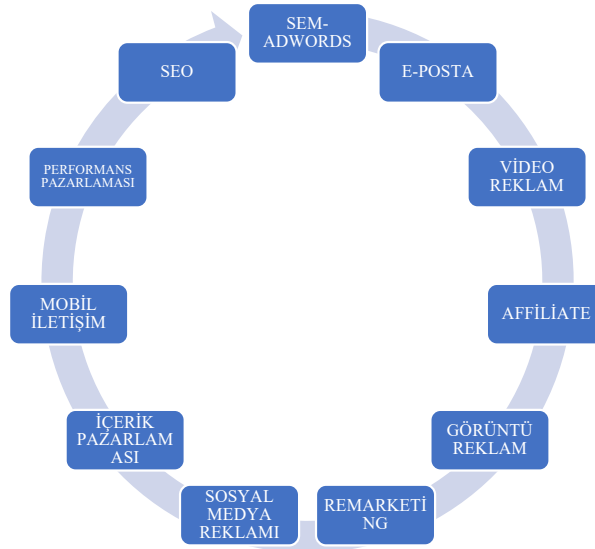 SEM-
ADWORDS
E-POSTA
VİDEO
REKLAM
AFFİLİATE
GÖRÜNTÜ
REKLAM
REMARKETİ
NG
SOSYAL
MEDYA
REKLAMI
İÇERİK
PAZARLAM
ASI
MOBİL
İLETİŞİM
PERFORMANS
PAZARLAMASI
SEO